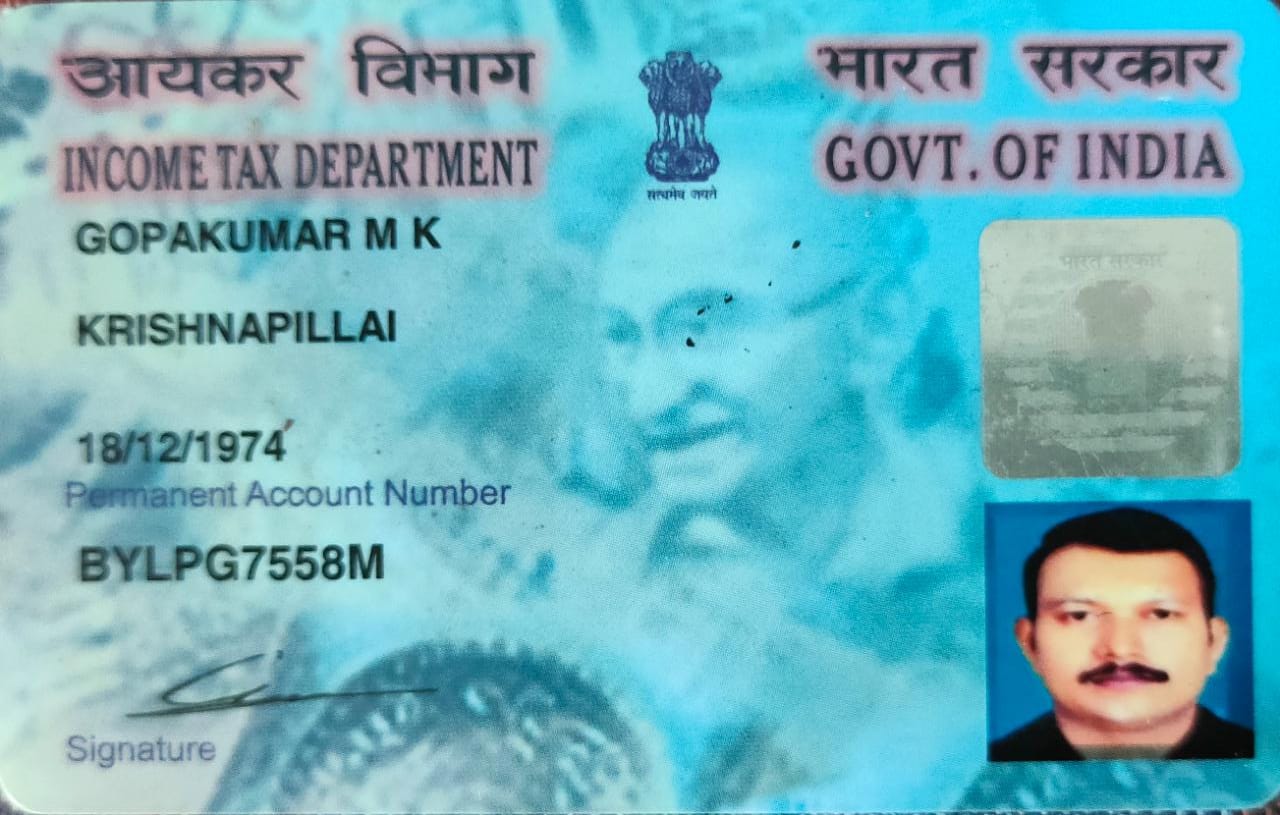 आयकर विभाग
भारत सरकार
INCOME TAX DEPARTMENT
GOVT. OF INDIA
सत्यमेव जयते
GOPAKUMAR M K
भारत सरकार
KRISHNAPILLAI
18/12/1974
Permanent Account Number
BYLPG7558M
Signature